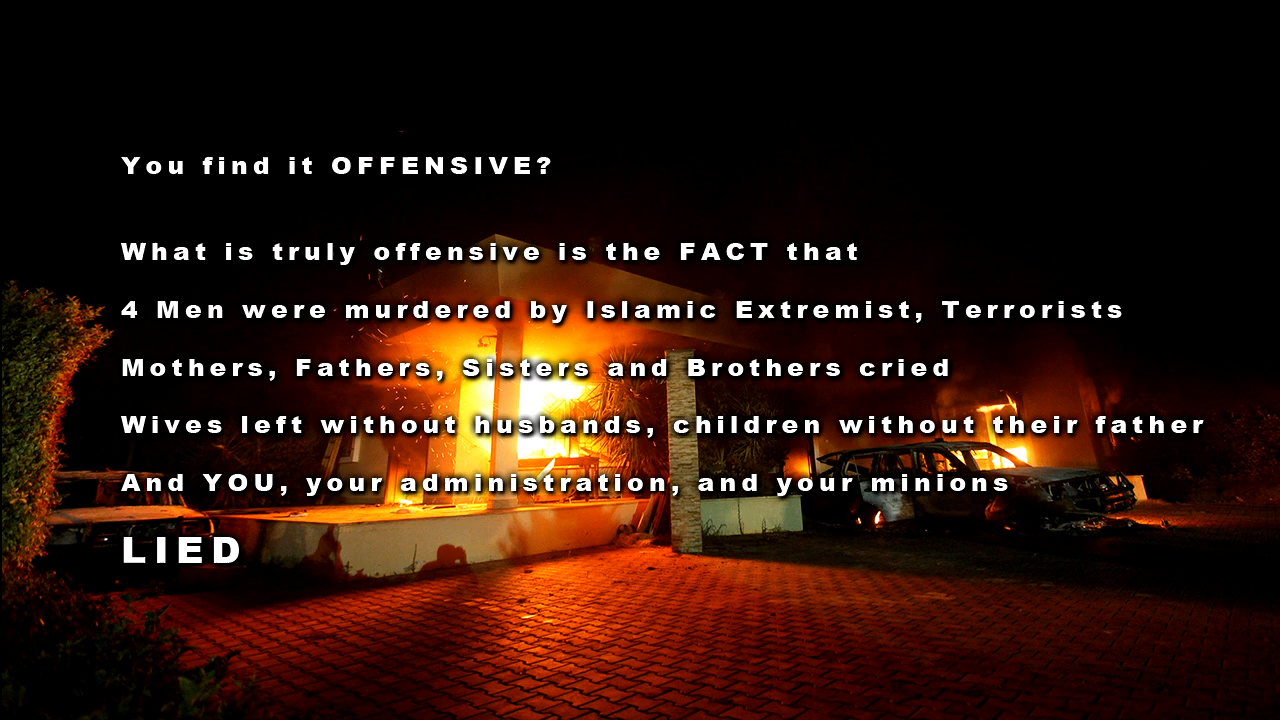 You find it OFFENSIVE?
What is truly offensive is the FACT that
4 Men were murdered by Islamic Extremist, Terrorists
Mothers, Fathers, Sisters and Brothers cried
Wives left without husbands, children without their father
And YOU, your administration, and your minions
LIED